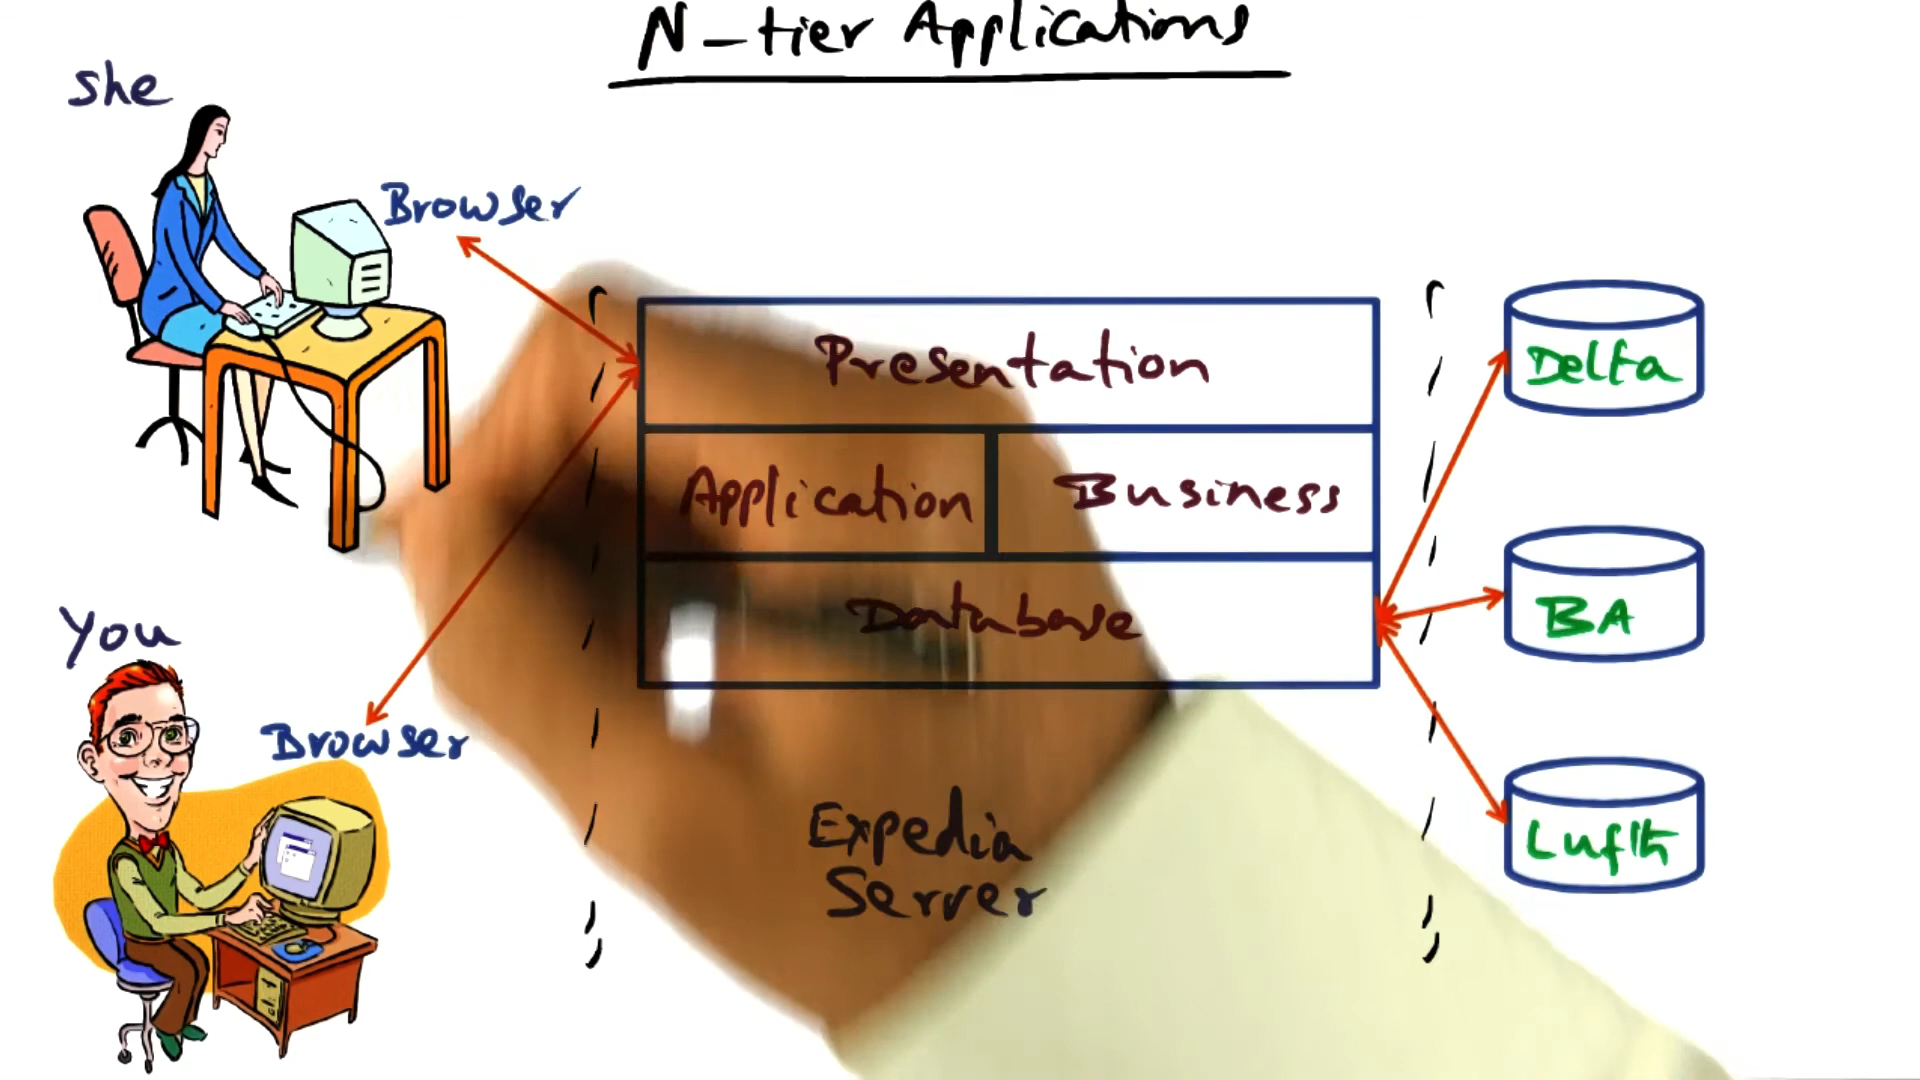 N-tier Applications
She
Browser
Presentation
Application
Business
Database
Delta
BA
Lufth
You
Browser
Expedia
Server